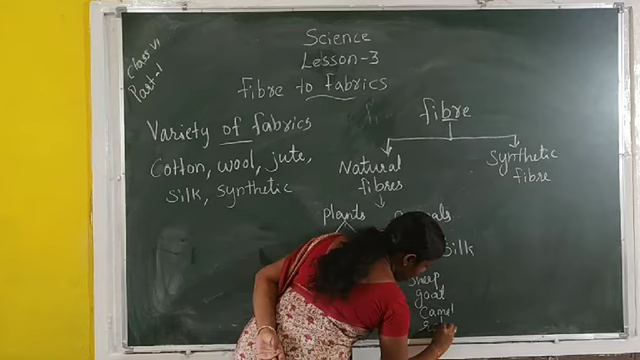 Class VI
Part-1
Science
Lesson-3
Fibre to Fabrics
Variety of fabrics
Cotton, wool, jute,
silk, synthetic
fibre
Natural
fibres
Synthetic
fibre
plants
silk
sheep
goat
Camel